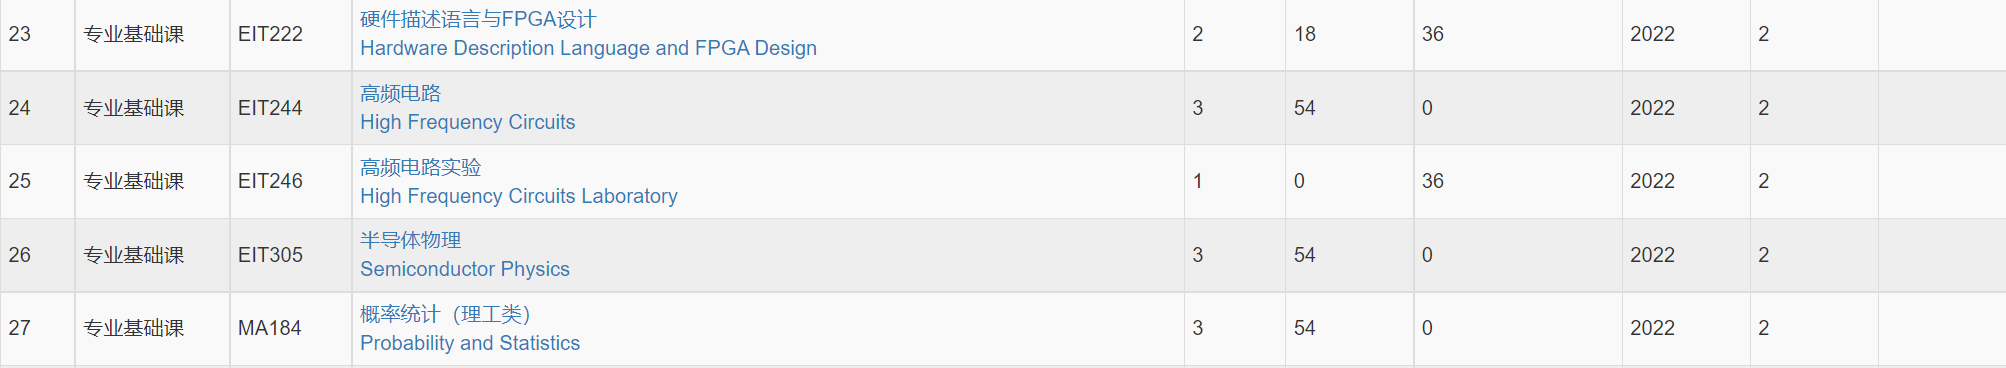 23 专业基础课 EIT222 硬件描述语言与FPGA设计 2 18 36 2022 2
Hardware Description Language and FPGA Design
24 专业基础课 EIT244 高频电路 3 54 0 2022 2
High Frequency Circuits
25 专业基础课 EIT246 高频电路实验 1 0 36 2022 2
High Frequency Circuits Laboratory
26 专业基础课 EIT305 半导体物理 3 54 0 2022 2
Semiconductor Physics
27 专业基础课 MA184 概率统计（理工类） 3 54 0 2022 2
Probability and Statistics